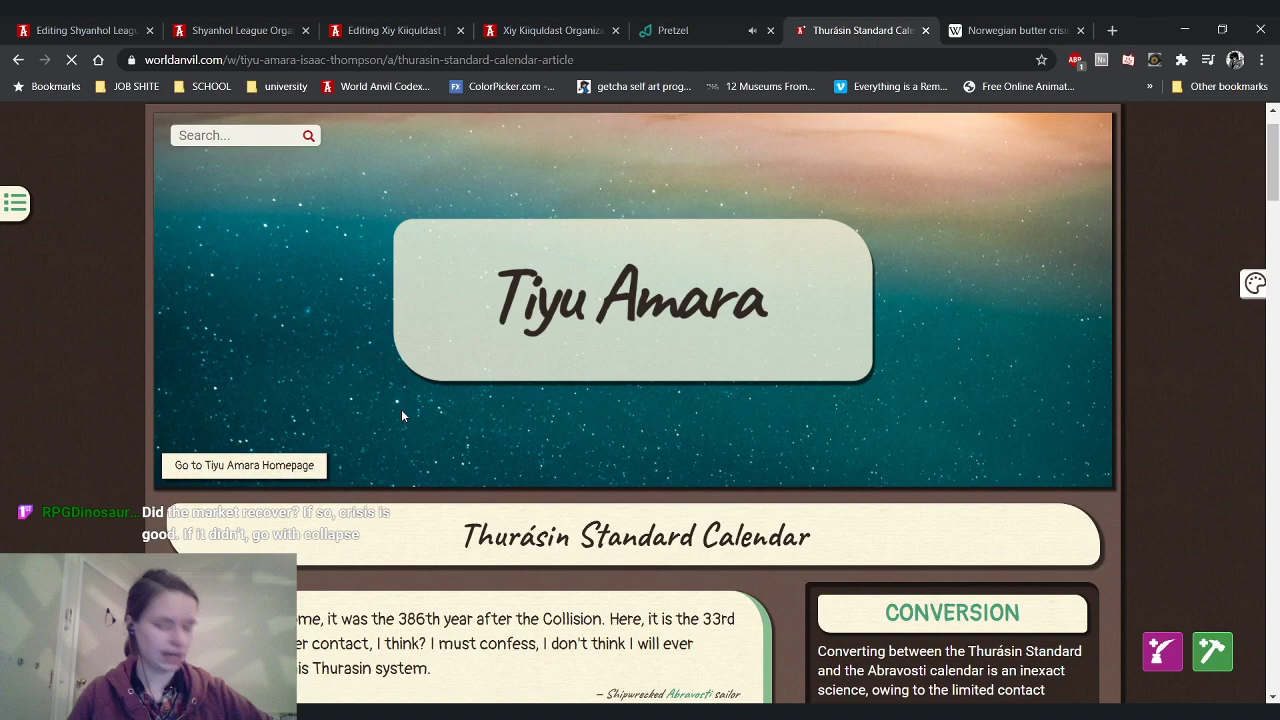 Editing Shyanhol Leagu
Shyanhol League Orga
Editing Xiy Kiiquldast |
Xiy Kiiquldast Organiza
Pretzel
Thurásin Standard Cale
Norwegian butter crisis
worldanvil.com/w/tiyu-amara-isaac-thompson/a/thurasin-standard-calendar-article
1
Bookmarks
JOB SHITE
SCHOOL
university
World Anvil Codex...
FX
ColorPicker.com -...
getcha self art prog...
12 Museums From...
Everything is a Rem...
Free Online Animat...
»
Other bookmarks
Search...
Tiyu Amara
Go to Tiyu Amara Homepage
RPGDinosaur... Did the market recover? If so, crisis is
good. If it didn't, go with collapse
Thurásin Standard Calendar
ome, it was the 386th year after the Collision. Here, it is the 33rd
er contact, I think? I must confess, I don't think I will ever
is Thurasin system.
– Shipwrecked Abravosti sailor
CONVERSION
Converting between the Thurásin Standard
and the Abravosti calendar is an inexact
science, owing to the limited contact